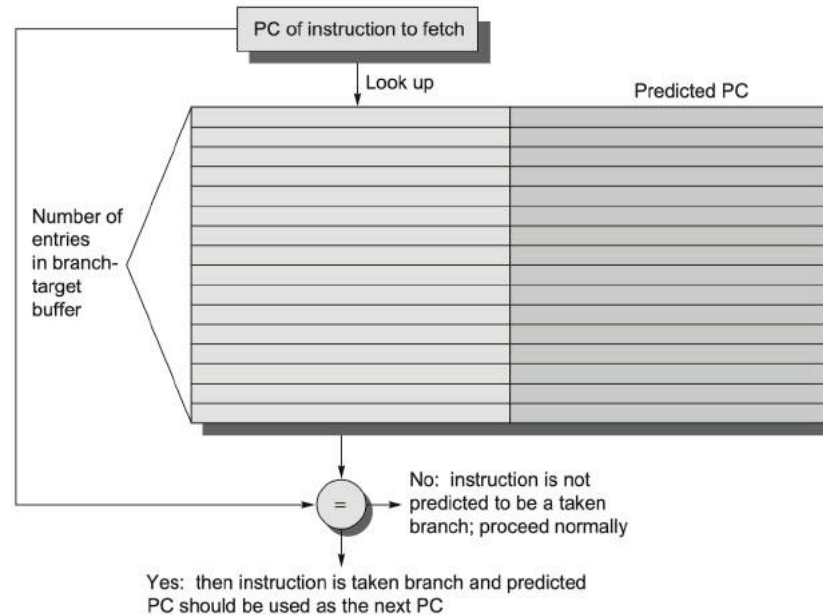 PC of instruction to fetch
Look up
Predicted PC
Number of
entries
in branch-
target
buffer
=
No: instruction is not
predicted to be a taken
branch; proceed normally
Yes: then instruction is taken branch and predicted
PC should be used as the next PC